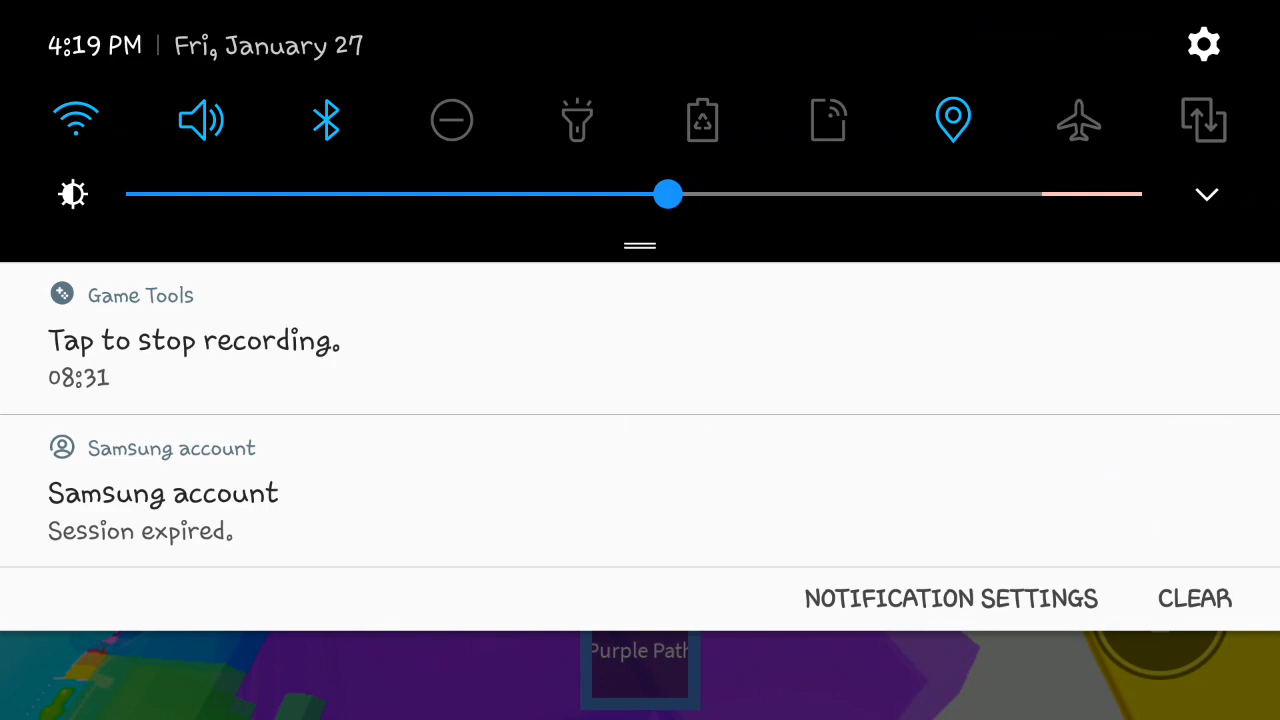 4:19 PM | Fri, January 27
Game Tools
Tap to stop recording.
08:31
Samsung account
Samsung account
Session expired.
NOTIFICATION SETTINGS CLEAR
Purple Path